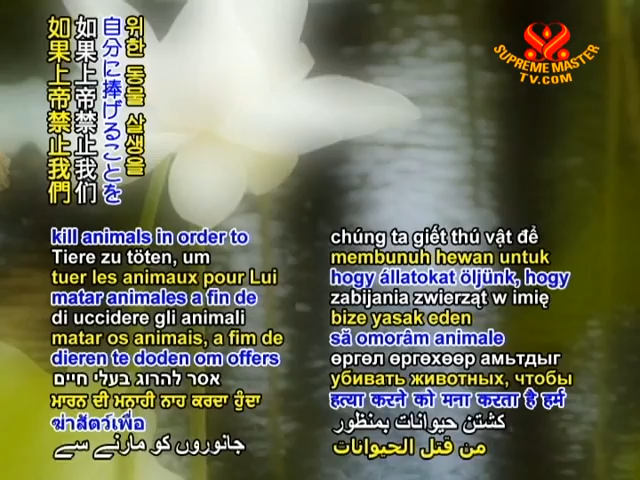 如果上帝禁止我們
如果上帝禁止我们
自分に捧げることを
위한 동물 살생을
SUPREME MASTER
TV.COM
kill animals in order to
Tiere zu töten, um
tuer les animaux pour Lui
matar animales a fin de
di uccidere gli animali
matar os animais, a fim de
dieren te doden om offers
אסר להרוג בעלי חיים
ਮਾਰਨ ਦੀ ਮਨਾਹੀ ਨਾਹ ਕਰਦਾ ਹੁੰਦਾ
ฆ่าสัตว์เพื่อ
جانوروں کو مارنے سے
chúng ta giết thú vật để
membunuh hewan untuk
hogy állatokat öljünk, hogy
zabijania zwierząt w imię
bize yasak eden
să omorâm animale
өргөл өргөхөөр амьтдыг
убивать животных, чтобы
हत्या करने को मना करता है हमें
کشتن حیوانات بمنظور
من قتل الحيوانات